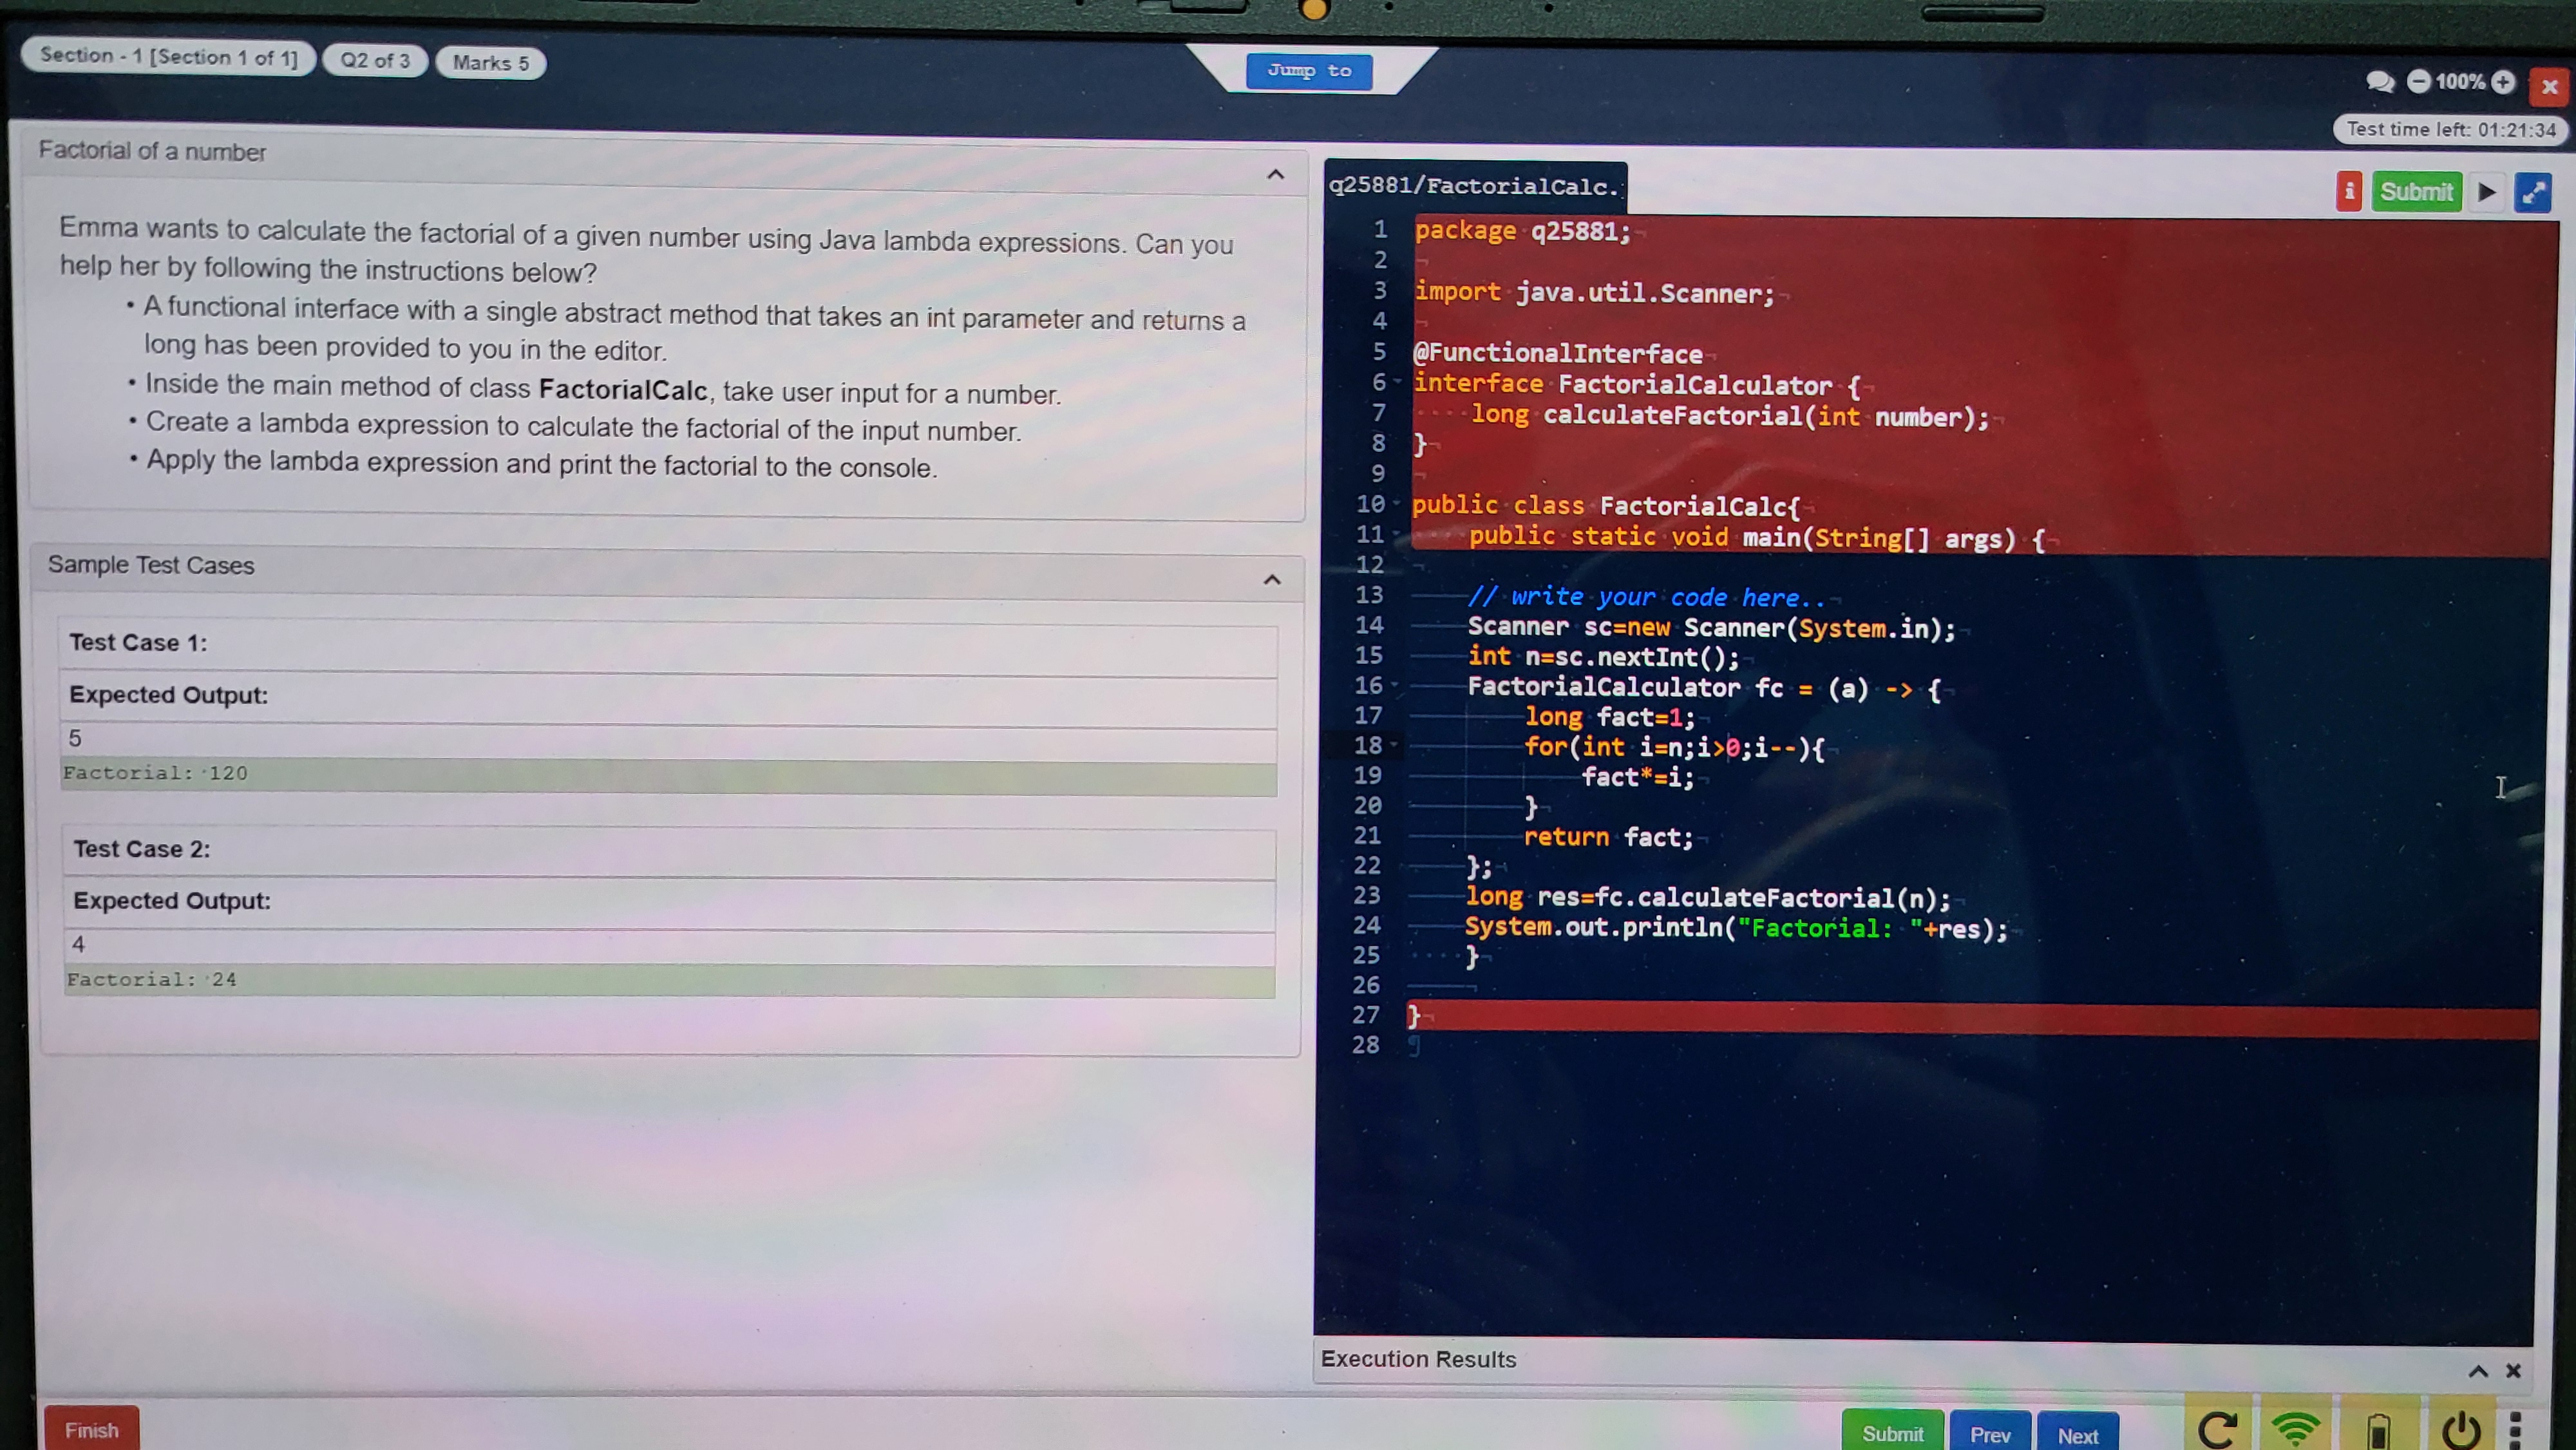 Section - 1 [Section 1 of 1] Q2 of 3 Marks 5
Jump to
100%
Test time left: 01:21:34
Factorial of a number
Emma wants to calculate the factorial of a given number using Java lambda expressions. Can you
help her by following the instructions below?
• A functional interface with a single abstract method that takes an int parameter and returns a
long has been provided to you in the editor.
• Inside the main method of class FactorialCalc, take user input for a number.
• Create a lambda expression to calculate the factorial of the input number.
• Apply the lambda expression and print the factorial to the console.
Sample Test Cases
Test Case 1:
Expected Output:
5
Factorial: 120
Test Case 2:
Expected Output:
4
Factorial: 24
q25881/FactorialCalc.
i Submit
1 package q25881;
2
3 import java.util.Scanner;
4
5 @FunctionalInterface
6 interface FactorialCalculator {
7 long calculateFactorial(int number);
8 }
9
10 public class FactorialCalc{
11 public static void main(String[] args) {
12
13 // write your code here..
14 Scanner sc=new Scanner(System.in);
15 int n=sc.nextInt();
16 FactorialCalculator fc = (a) -> {
17 long fact=1;
18 for(int i=n;i>0;i--){
19 fact*=i;
20 }
21 return fact;
22 };
23 long res=fc.calculateFactorial(n);
24 System.out.println("Factorial: "+res);
25 }
26
27 }
28
Execution Results
Finish
Submit Prev Next